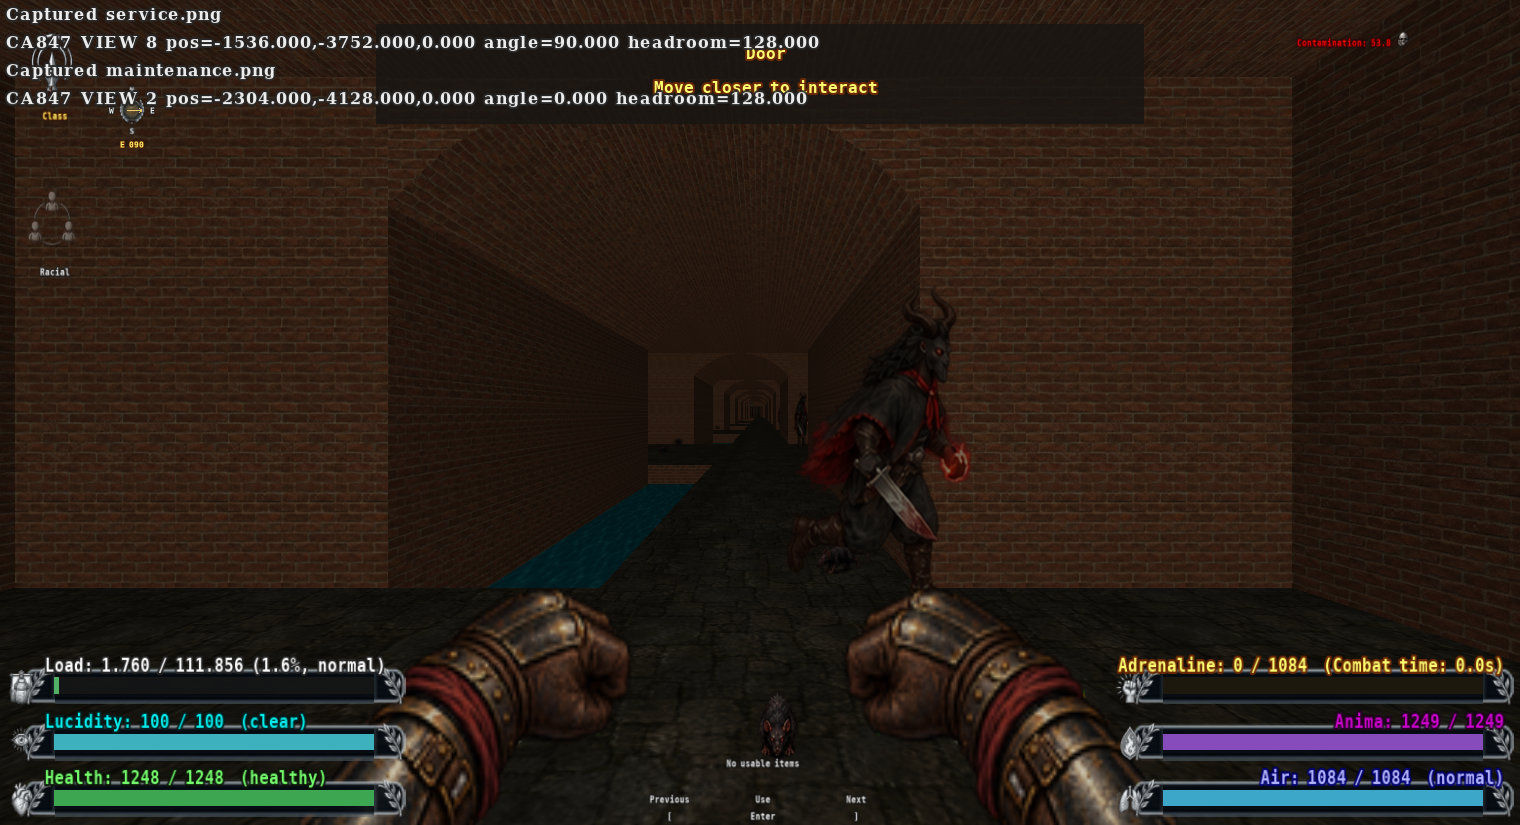 Captured service.png
CA847 VIEW 8 pos=-1536.000,-3752.000,0.000 angle=90.000 headroom=128.000
Door
Contamination: 93.8
Captured maintenance.png
Move closer to interact
CA847 VIEW 2 pos=-2304.000,-4128.000,0.000 angle=0.000 headroom=128.000
W E
Class
S
E 090
Racial
Load: 1.760 / 111.856 (1.6%, normal)
Adrenaline: 0 / 1084 (Combat time: 0.0s)
Lucidity: 100 / 100 (clear)
Anima: 1249 / 1249
No usable items
Health: 1248 / 1248 (healthy)
Air: 1084 / 1084 (normal)
Previous Use Next
[ Enter ]